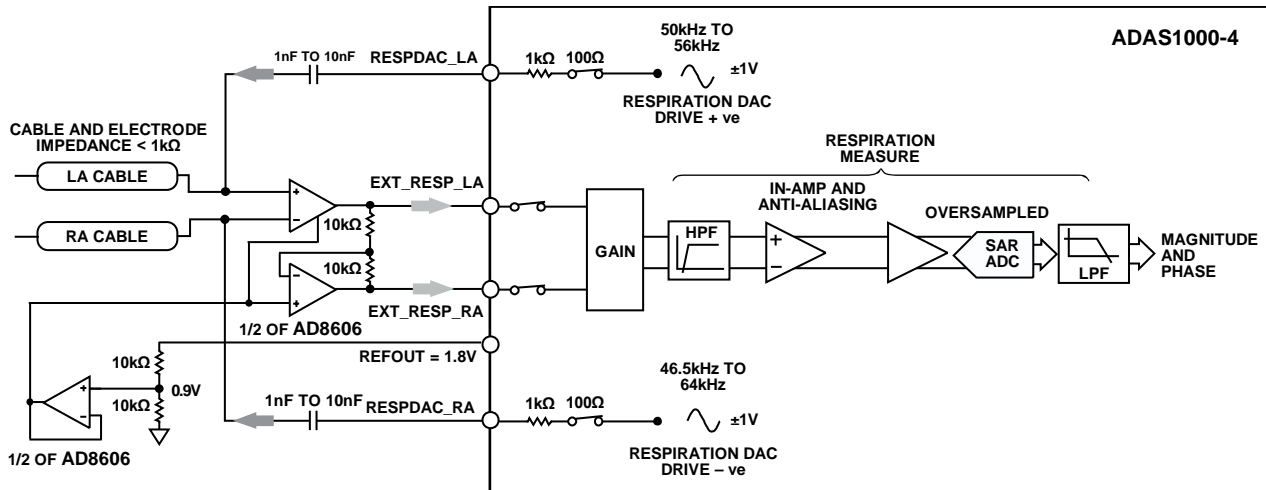 ADAS1000-4
50kHz TO
56kHz
±1V
RESPIRATION DAC
DRIVE + ve
1nF TO 10nF
RESPDAC_LA
1kΩ
100Ω
CABLE AND ELECTRODE
IMPEDANCE < 1kΩ
LA CABLE
RA CABLE
+
−
10kΩ
10kΩ
−
+
EXT_RESP_LA
EXT_RESP_RA
1/2 OF AD8606
GAIN
RESPIRATION
MEASURE
HPF
IN-AMP AND
ANTI-ALIASING
+
−
OVERSAMPLED
SAR
ADC
LPF
MAGNITUDE
AND
PHASE
REFOUT = 1.8V
10kΩ
0.9V
10kΩ
+
−
1/2 OF AD8606
1nF TO 10nF
RESPDAC_RA
1kΩ
100Ω
46.5kHz TO
64kHz
±1V
RESPIRATION DAC
DRIVE – ve